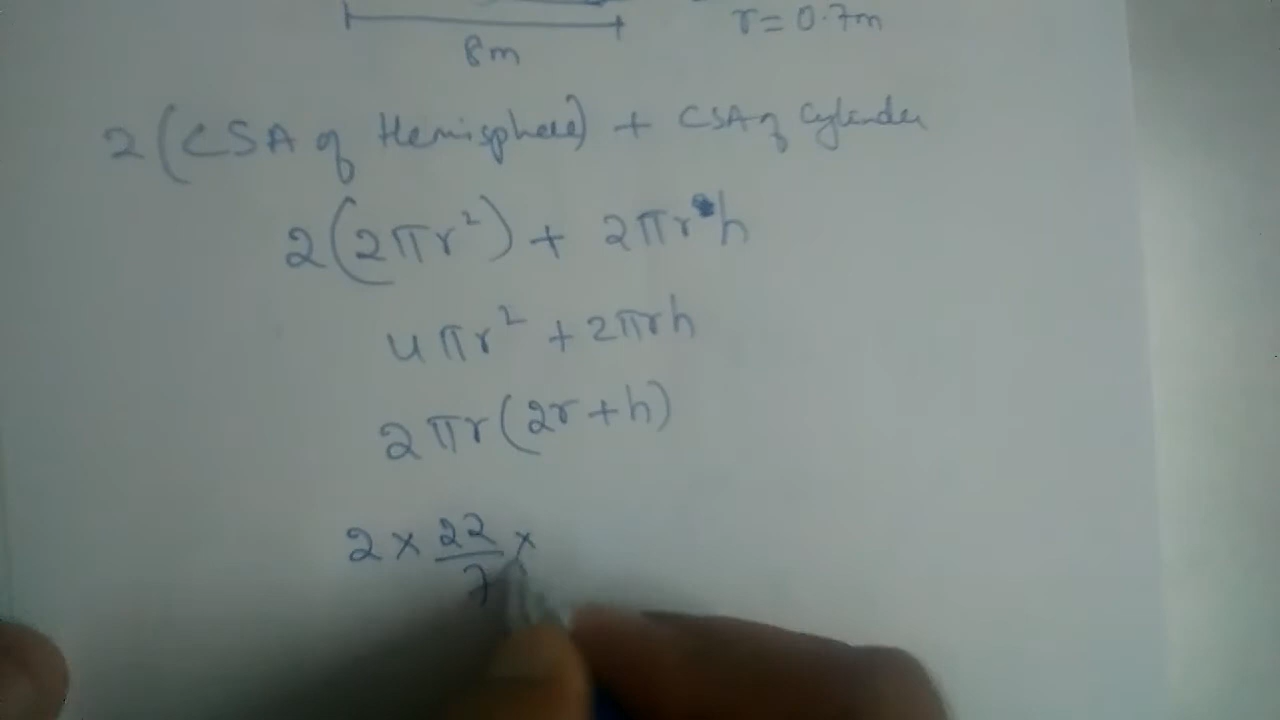 8m
r = 0.7m
2 (CSA of Hemisphere) + CSA of Cylinder
2(2πr²) + 2πrh
4πr² + 2πrh
2πr(2r+h)
2 × 22/7 ×